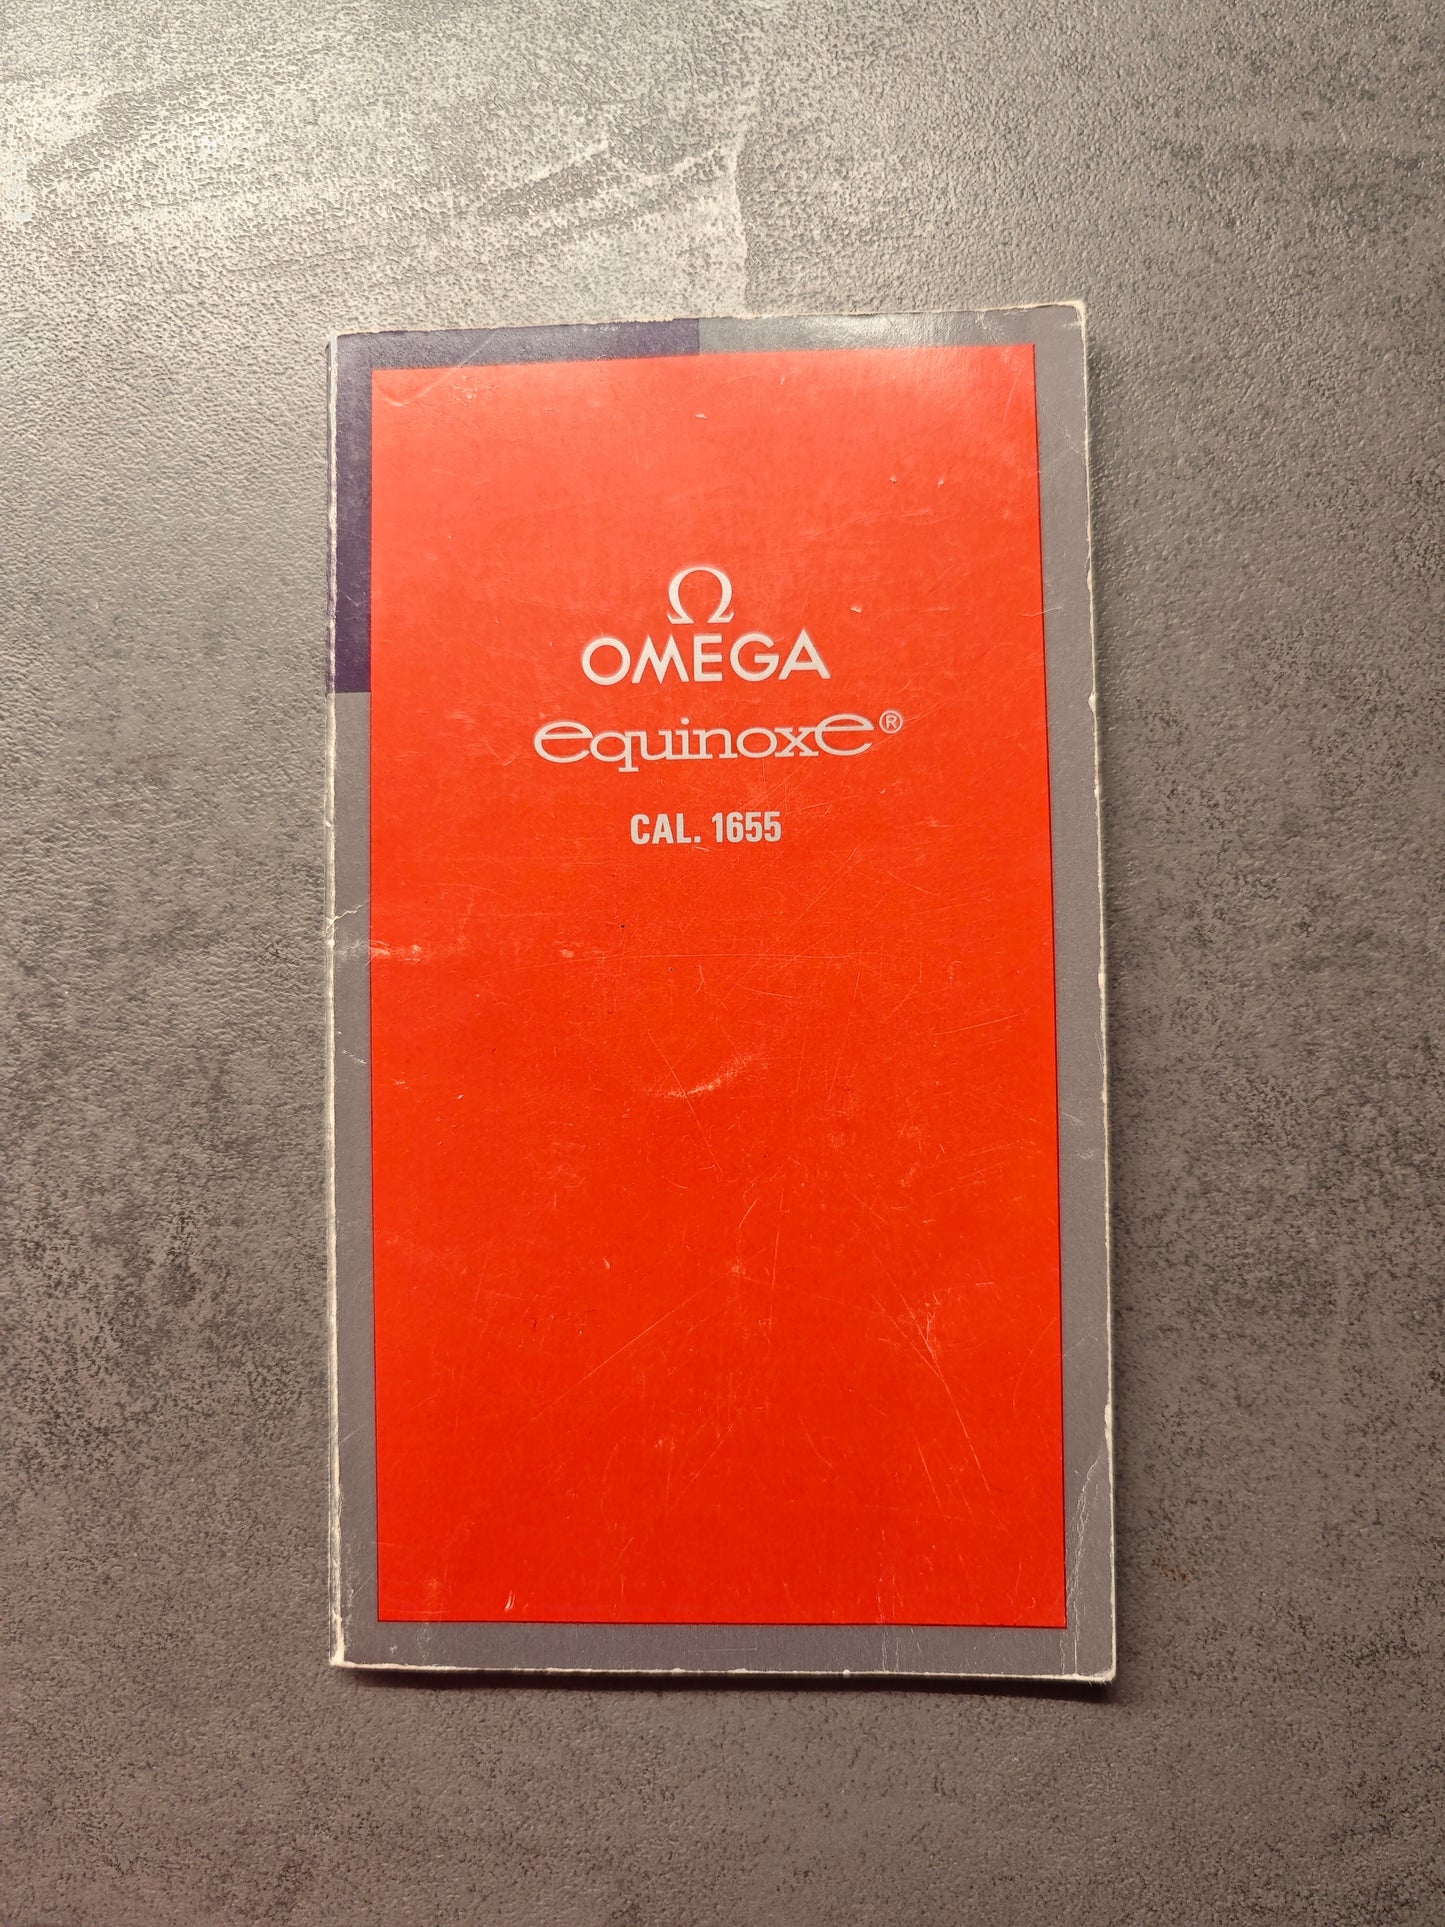 Ω
OMEGA
equinoxe®
CAL. 1655